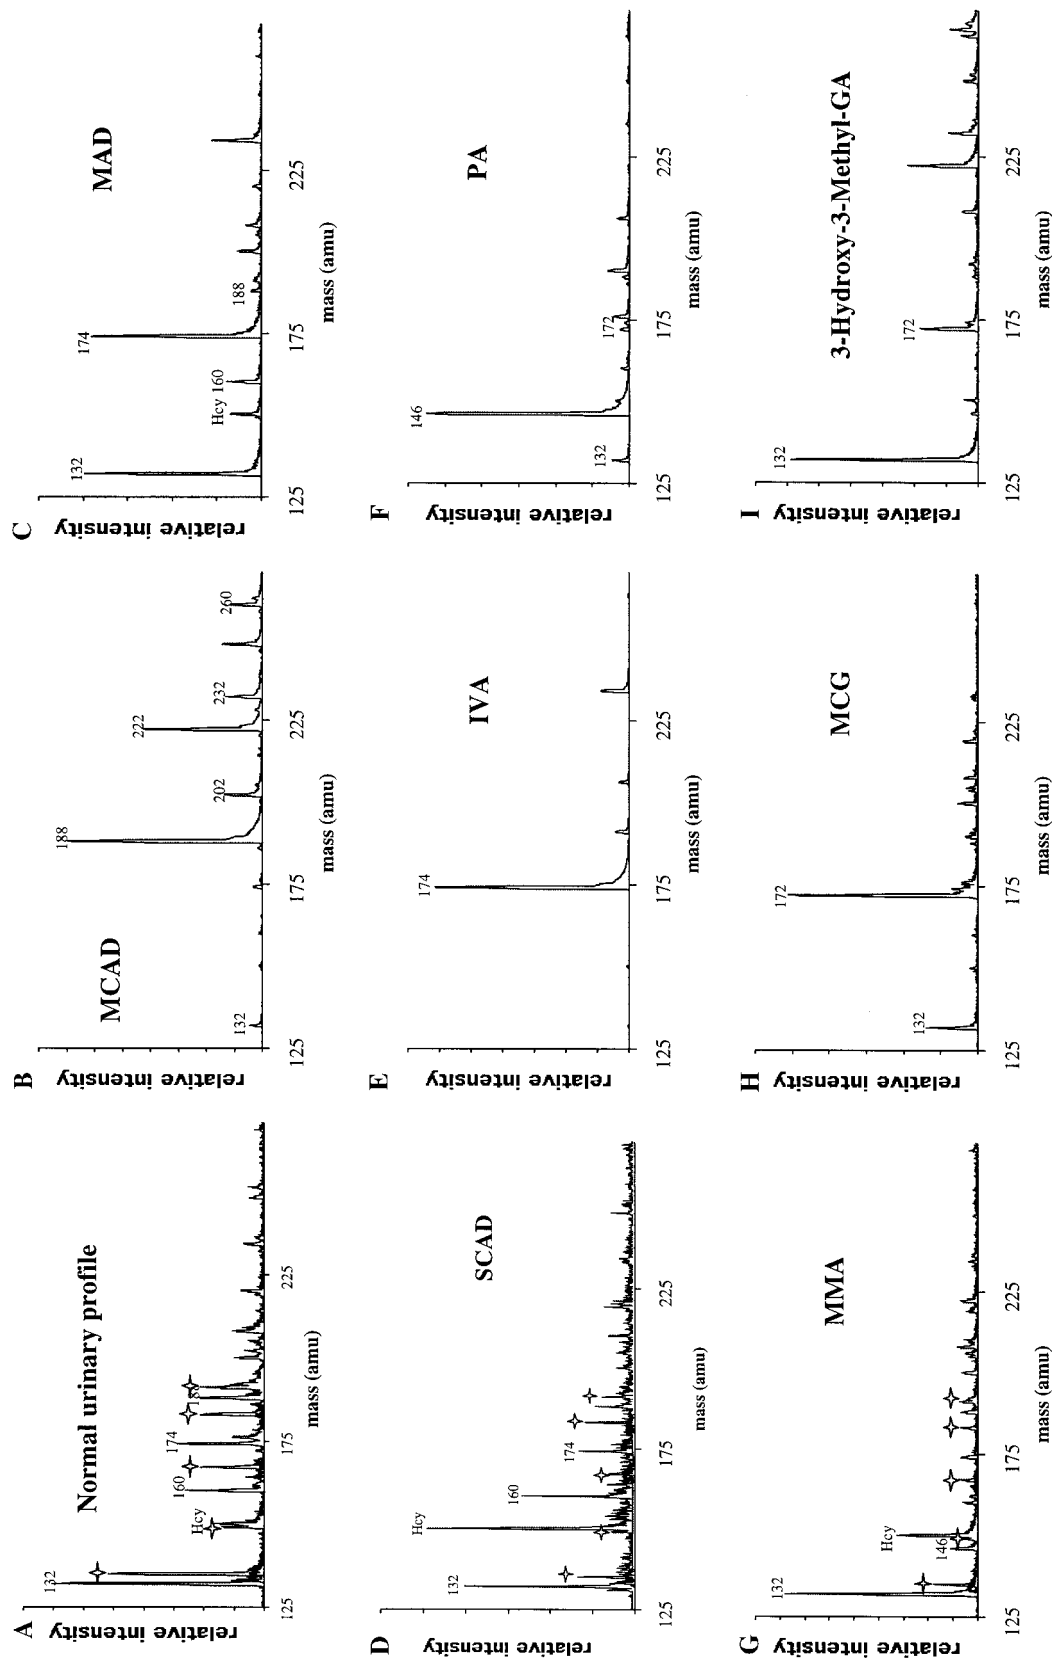 A
Normal urinary profile
relative intensity
132
Hcy
160
174
188
125 175 225
mass (amu)
B
MCAD
relative intensity
132
188
202
222
232
260
125 175 225
mass (amu)
C
MAD
relative intensity
132
Hcy 160
174
188
125 175 225
mass (amu)
D
SCAD
relative intensity
132
Hcy
160
174
125 175 225
mass (amu)
E
IVA
relative intensity
174
125 175 225
mass (amu)
F
PA
relative intensity
132
146
172
125 175 225
mass (amu)
G
MMA
relative intensity
132
146
Hcy
125 175 225
mass (amu)
H
MCG
relative intensity
132
172
125 175 225
mass (amu)
I
3-Hydroxy-3-Methyl-GA
relative intensity
132
172
125 175 225
mass (amu)